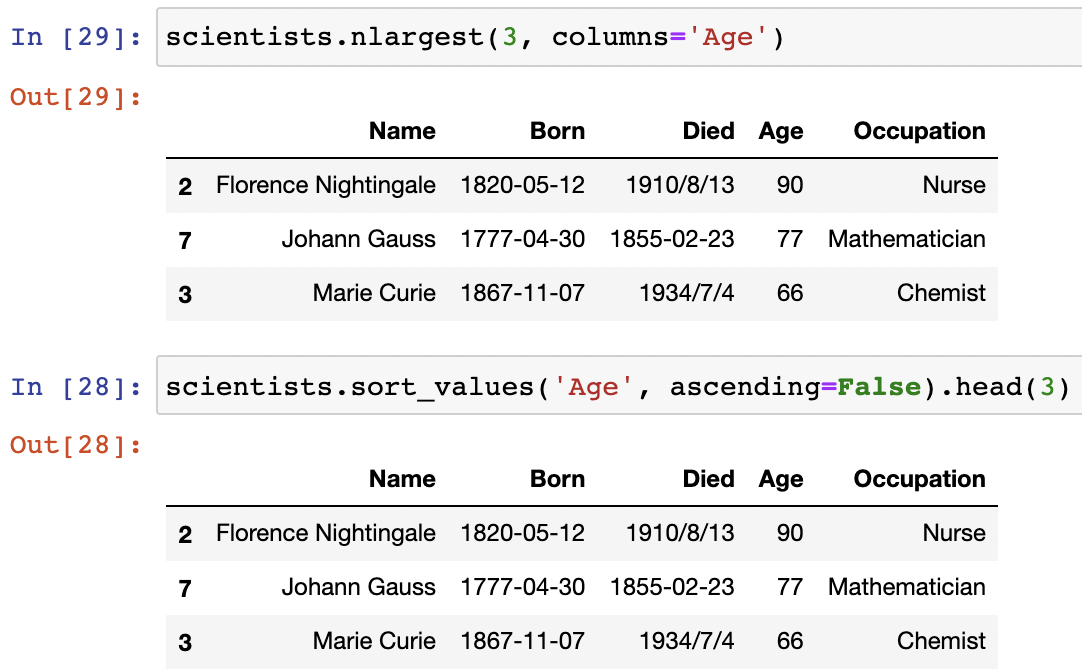 In [29]: scientists.nlargest(3, columns='Age')
Out[29]:
Name Born Died Age Occupation
2 Florence Nightingale 1820-05-12 1910/8/13 90 Nurse
7 Johann Gauss 1777-04-30 1855-02-23 77 Mathematician
3 Marie Curie 1867-11-07 1934/7/4 66 Chemist
In [28]: scientists.sort_values('Age', ascending=False).head(3)
Out[28]:
Name Born Died Age Occupation
2 Florence Nightingale 1820-05-12 1910/8/13 90 Nurse
7 Johann Gauss 1777-04-30 1855-02-23 77 Mathematician
3 Marie Curie 1867-11-07 1934/7/4 66 Chemist